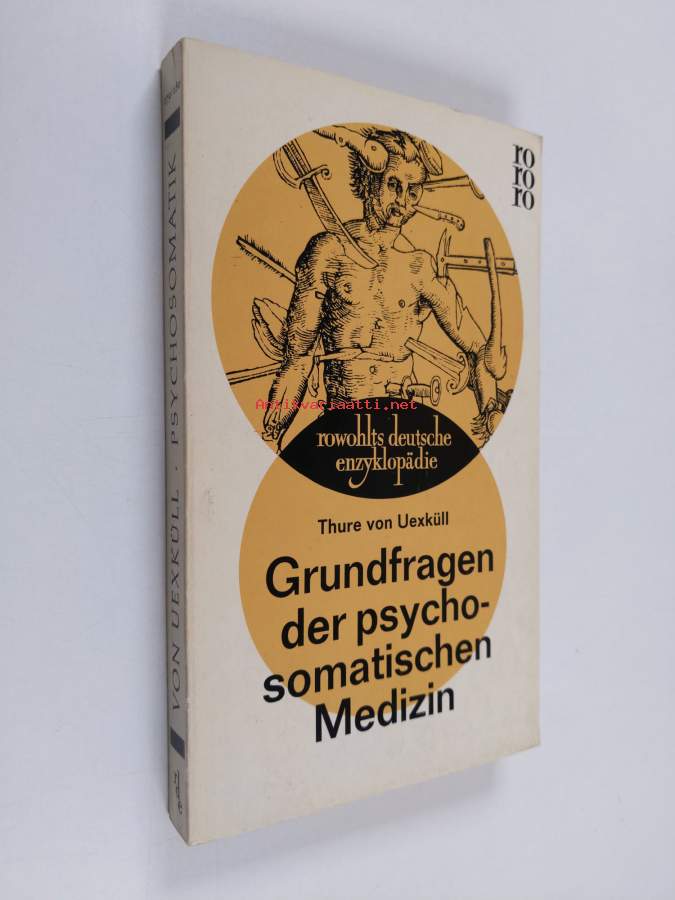 ro
ro
ro
Antikvariaatti.net
rowohlts deutsche
enzyklopädie
Thure von Uexküll
Grundfragen
der psycho-
somatischen
Medizin
VON UEXKÜLL · PSYCHOSOMATIK